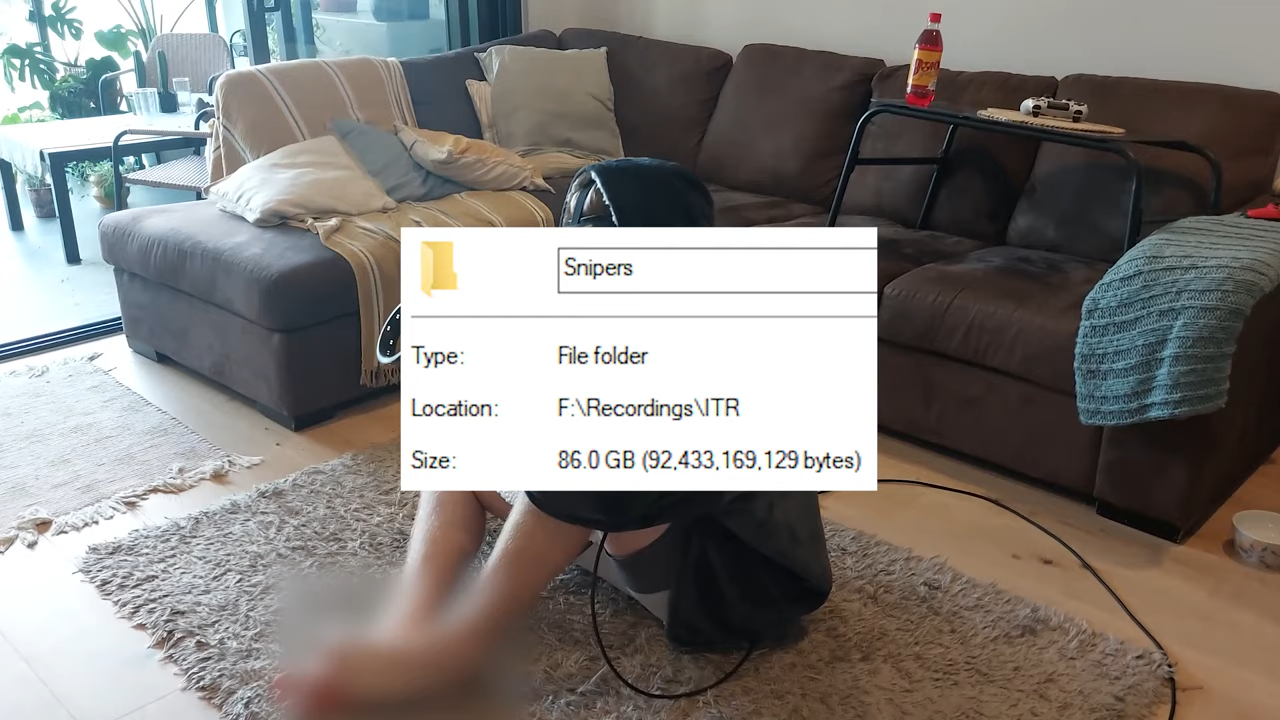 Snipers
Type: File folder
Location: F:\Recordings\ITR
Size: 86.0 GB (92,433,169,129 bytes)